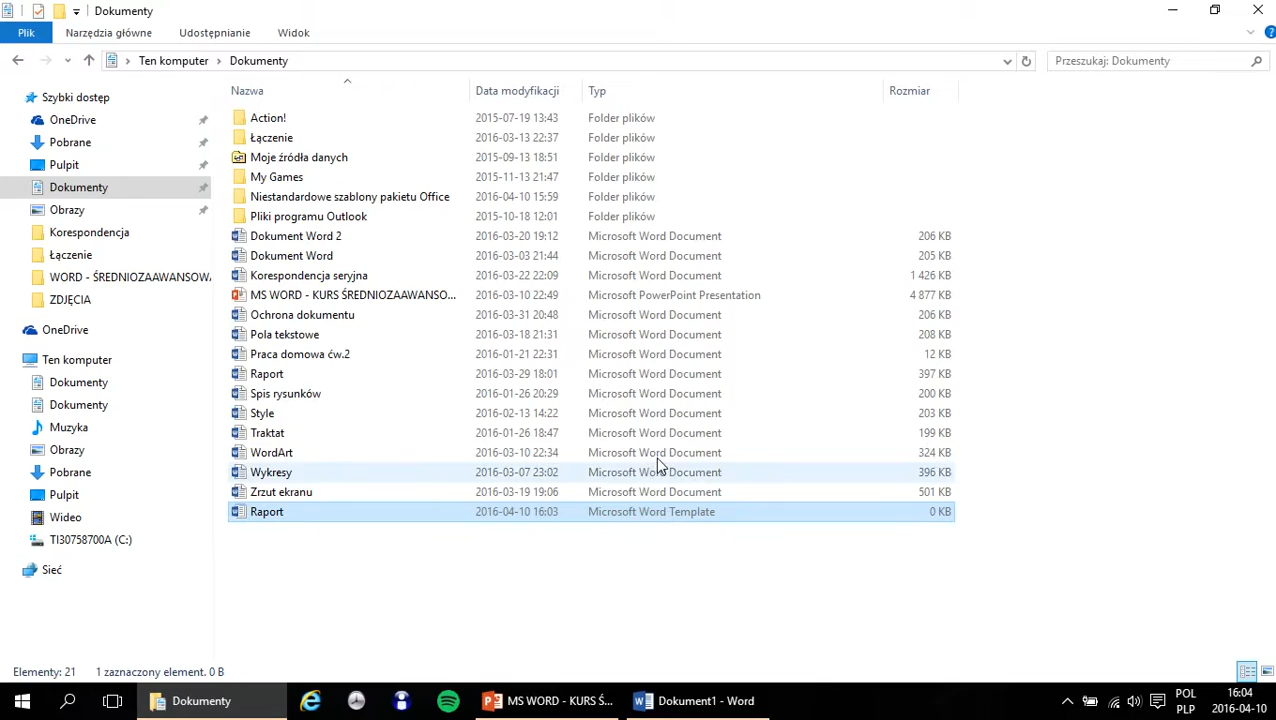 Dokumenty
Plik Narzędzia główne Udostępnianie Widok
Ten komputer Dokumenty Przeszukaj: Dokumenty
Nazwa Data modyfikacji Typ Rozmiar
Szybki dostęp
OneDrive
Pobrane
Pulpit
Dokumenty
Obrazy
Korespondencja
Łączenie
WORD - ŚREDNIOZAAWANSOWA
ZDJĘCIA
OneDrive
Ten komputer
Dokumenty
Dokumenty
Muzyka
Obrazy
Pobrane
Pulpit
Wideo
TI30758700A (C:)
Sieć
Action! 2015-07-19 13:43 Folder plików
Łączenie 2016-03-13 22:37 Folder plików
Moje źródła danych 2015-09-13 18:51 Folder plików
My Games 2015-11-13 21:47 Folder plików
Niestandardowe szablony pakietu Office 2016-04-10 15:59 Folder plików
Pliki programu Outlook 2015-10-18 12:01 Folder plików
Dokument Word 2 2016-03-20 19:12 Microsoft Word Document 206 KB
Dokument Word 2016-03-03 21:44 Microsoft Word Document 205 KB
Korespondencja seryjna 2016-03-22 22:09 Microsoft Word Document 1 426 KB
MS WORD - KURS ŚREDNIOZAAWANSO... 2016-03-10 22:49 Microsoft PowerPoint Presentation 4 877 KB
Ochrona dokumentu 2016-03-31 20:48 Microsoft Word Document 206 KB
Pola tekstowe 2016-03-18 21:31 Microsoft Word Document 208 KB
Praca domowa ćw.2 2016-01-21 22:31 Microsoft Word Document 12 KB
Raport 2016-03-29 18:01 Microsoft Word Document 397 KB
Spis rysunków 2016-01-26 20:29 Microsoft Word Document 200 KB
Style 2016-02-13 14:22 Microsoft Word Document 203 KB
Traktat 2016-01-26 18:47 Microsoft Word Document 199 KB
WordArt 2016-03-10 22:34 Microsoft Word Document 324 KB
Wykresy 2016-03-07 23:02 Microsoft Word Document 396 KB
Zrzut ekranu 2016-03-19 19:06 Microsoft Word Document 501 KB
Raport 2016-04-10 16:03 Microsoft Word Template 0 KB
Elementy: 21 1 zaznaczony element. 0 B
Dokumenty MS WORD - KURS Ś... Dokument1 - Word POL 16:04
PLP 2016-04-10